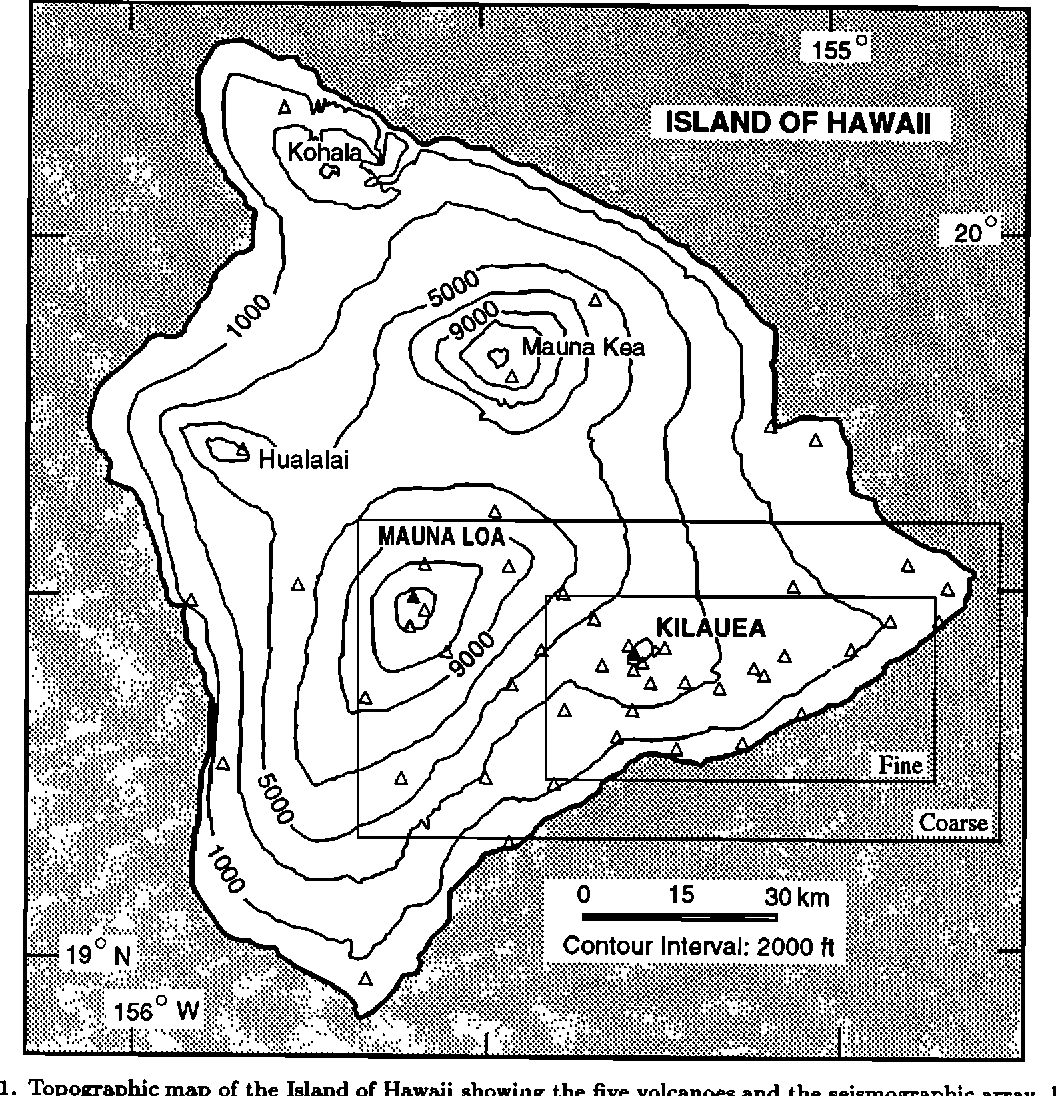 155°
ISLAND OF HAWAII
Kohala
20°
5000
1000
9000
Mauna Kea
Hualalai
MAUNA LOA
KILAUEA
9000
Fine
5000
Coarse
1000
0 15 30 km
Contour Interval: 2000 ft
19° N
156° W
1. Topographic map of the Island of Hawaii showing the five volcanoes and the seismographic array.